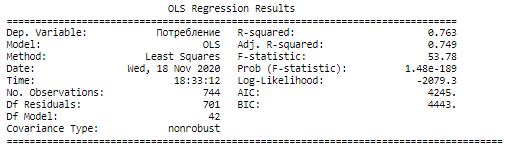 OLS Regression Results
Dep. Variable: Потребление R-squared: 0.763
Model: OLS Adj. R-squared: 0.749
Method: Least Squares F-statistic: 53.78
Date: Wed, 18 Nov 2020 Prob (F-statistic): 1.48e-189
Time: 18:33:12 Log-Likelihood: -2079.3
No. Observations: 744 AIC: 4245.
Df Residuals: 701 BIC: 4443.
Df Model: 42
Covariance Type: nonrobust